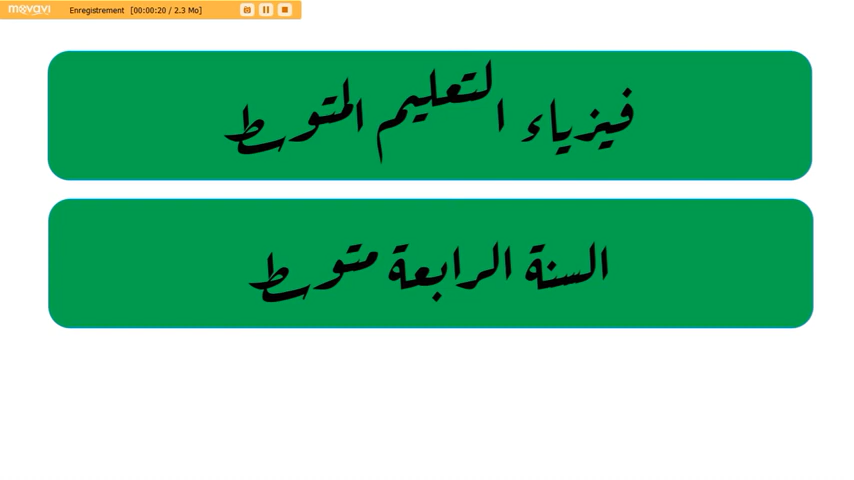 movavi Enregistrement [00:00:20 / 2.3 Mo]
فيزياء التعليم المتوسط
السنة الرابعة متوسط